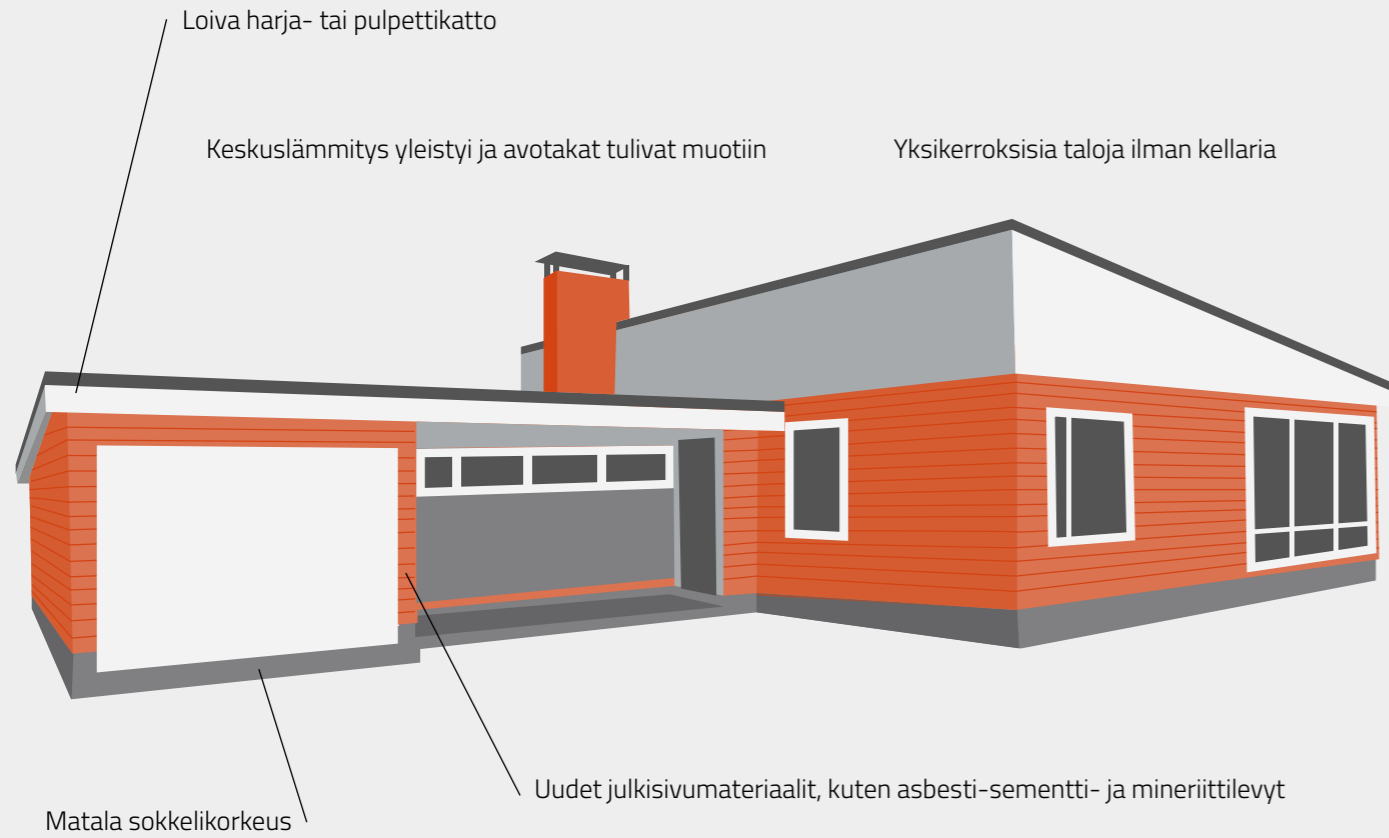 Loiva harja- tai pulpettikatto
Keskuslämmitys yleistyi ja avotakat tulivat muotiin
Yksikerroksisia taloja ilman kellaria
Uudet julkisivumateriaalit, kuten asbesti-sementti- ja mineriittilevyt
Matala sokkelikorkeus